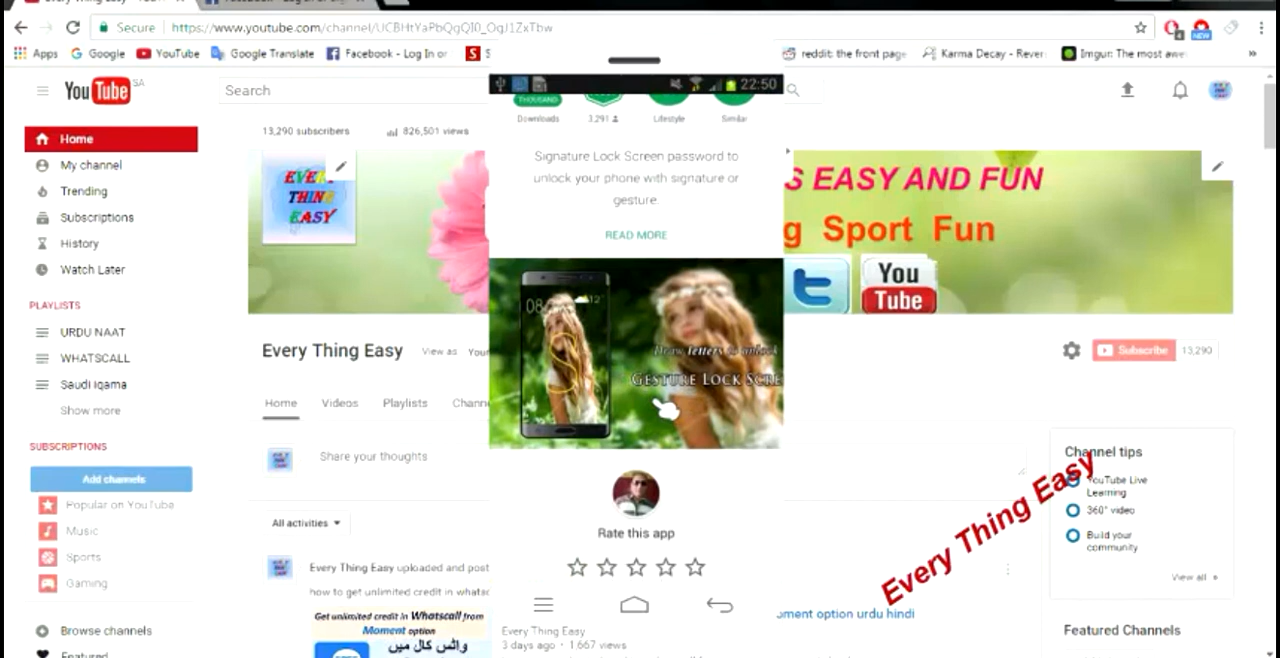 Secure https://www.youtube.com/channel/
Apps Google YouTube Google Translate Facebook - Log In or S S reddit: the front page Karma Decay - Rever Imgur: The most awe
YouTube SA
Search
22:50
13,290 subscribers 826,501 views
THOUSAND
Downloads 3,291 Lifestyle Similar
Signature Lock Screen password to
unlock your phone with signature or
gesture.
READ MORE
EVERY
THING
EASY
S EASY AND FUN
g Sport Fun
You
Tube
Home
My channel
Trending
Subscriptions
History
Watch Later
PLAYLISTS
URDU NAAT
WHATSCALL
Saudi iqama
Show more
SUBSCRIPTIONS
Add channels
Popular on YouTube
Music
Sports
Gaming
Browse channels
Every Thing Easy View as Your
Subscribe 13,290
Home Videos Playlists Chann
Share your thoughts
All activities
Draw letters to unlock
GESTURE LOCK SCRE
Rate this app
Every Thing Easy uploaded and post
how to get unlimited credit in whatsc
Get unlimited credit in Whatscall from
Moment option
واٹس کال میں
oment option urdu hindi
Every Thing Easy
3 days ago · 1,667 views
Every Thing Easy
Channel tips
YouTube Live
Learning
360° video
Build your
community
View all »
Featured Channels